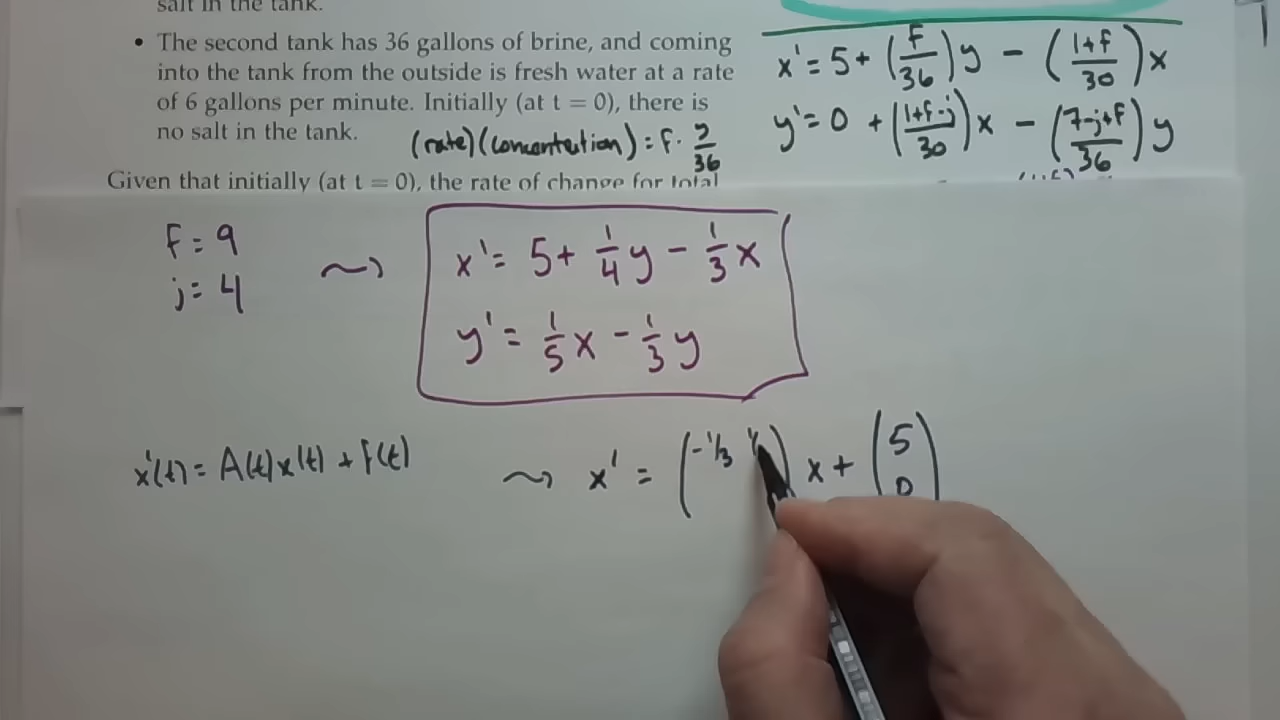 salt in the tank.
• The second tank has 36 gallons of brine, and coming
into the tank from the outside is fresh water at a rate
of 6 gallons per minute. Initially (at t = 0), there is
no salt in the tank.
(rate)(concentration) = f · y/36
Given that initially (at t = 0), the rate of change for total
x' = 5 + (f/36)y - (1+f/30)x
y' = 0 + (1+f-j/30)x - (7-j+f/36)y
f = 9
j = 4
x' = 5 + 1/4 y - 1/3 x
y' = 1/5 x - 1/3 y
x'(t) = A(t)x(t) + f(t)
⇝ x' = (-1/3 ) x + (5 0)